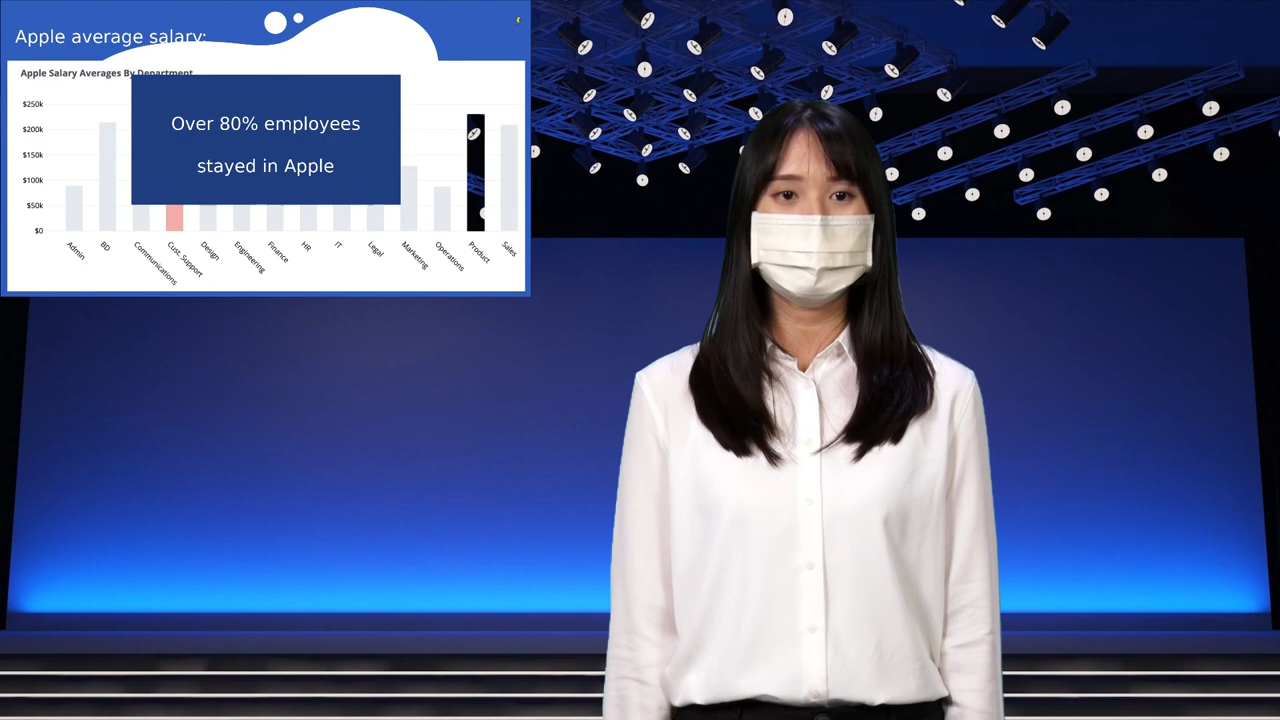 Apple average salary:
Apple Salary Averages By Department
Over 80% employees
stayed in Apple
$250k
$200k
$150k
$100k
$50k
$0
Admin
BD
Communications
Cust. Support
Design
Engineering
Finance
HR
IT
Legal
Marketing
Operations
Product
Sales